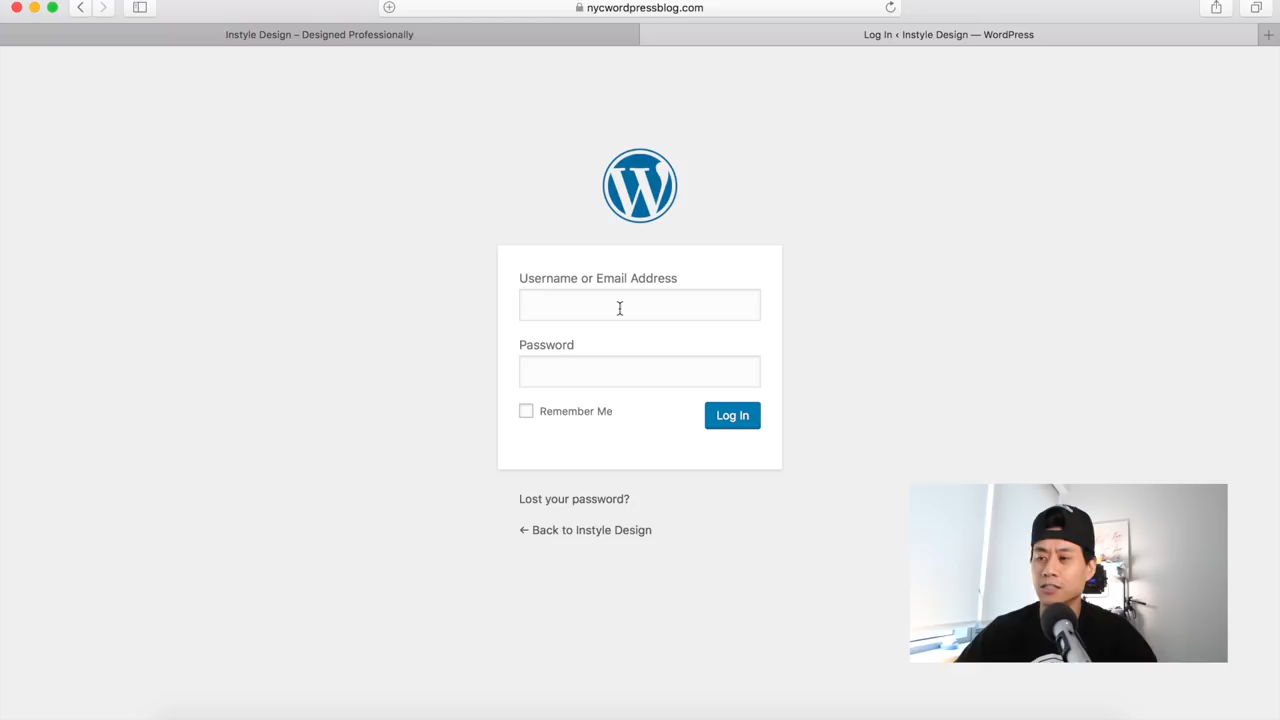 nycwordpressblog.com
Instyle Design – Designed Professionally
Log In ‹ Instyle Design — WordPress
Username or Email Address
Password
Remember Me
Log In
Lost your password?
← Back to Instyle Design